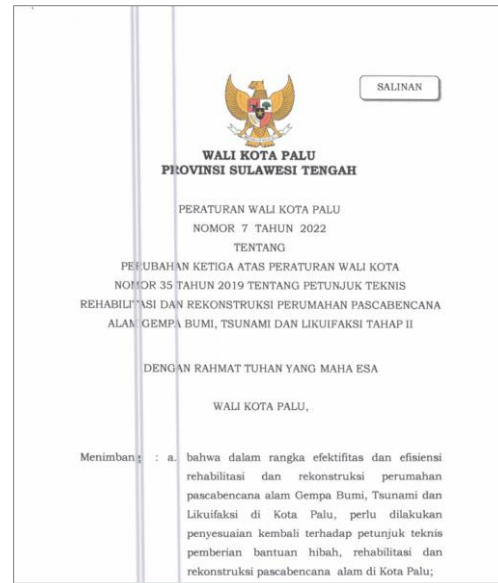 SALINAN
WALI KOTA PALU
PROVINSI SULAWESI TENGAH
PERATURAN WALI KOTA PALU
NOMOR 7 TAHUN 2022
TENTANG
PERUBAHAN KETIGA ATAS PERATURAN WALI KOTA
NOMOR 35 TAHUN 2019 TENTANG PETUNJUK TEKNIS
REHABILITASI DAN REKONSTRUKSI PERUMAHAN PASCABENCANA
ALAM GEMPA BUMI, TSUNAMI DAN LIKUIFAKSI TAHAP II
DENGAN RAHMAT TUHAN YANG MAHA ESA
WALI KOTA PALU,
Menimbang : a. bahwa dalam rangka efektifitas dan efisiensi
rehabilitasi dan rekonstruksi perumahan
pascabencana alam Gempa Bumi, Tsunami dan
Likuifaksi di Kota Palu, perlu dilakukan
penyesuaian kembali terhadap petunjuk teknis
pemberian bantuan hibah, rehabilitasi dan
rekonstruksi pascabencana alam di Kota Palu;